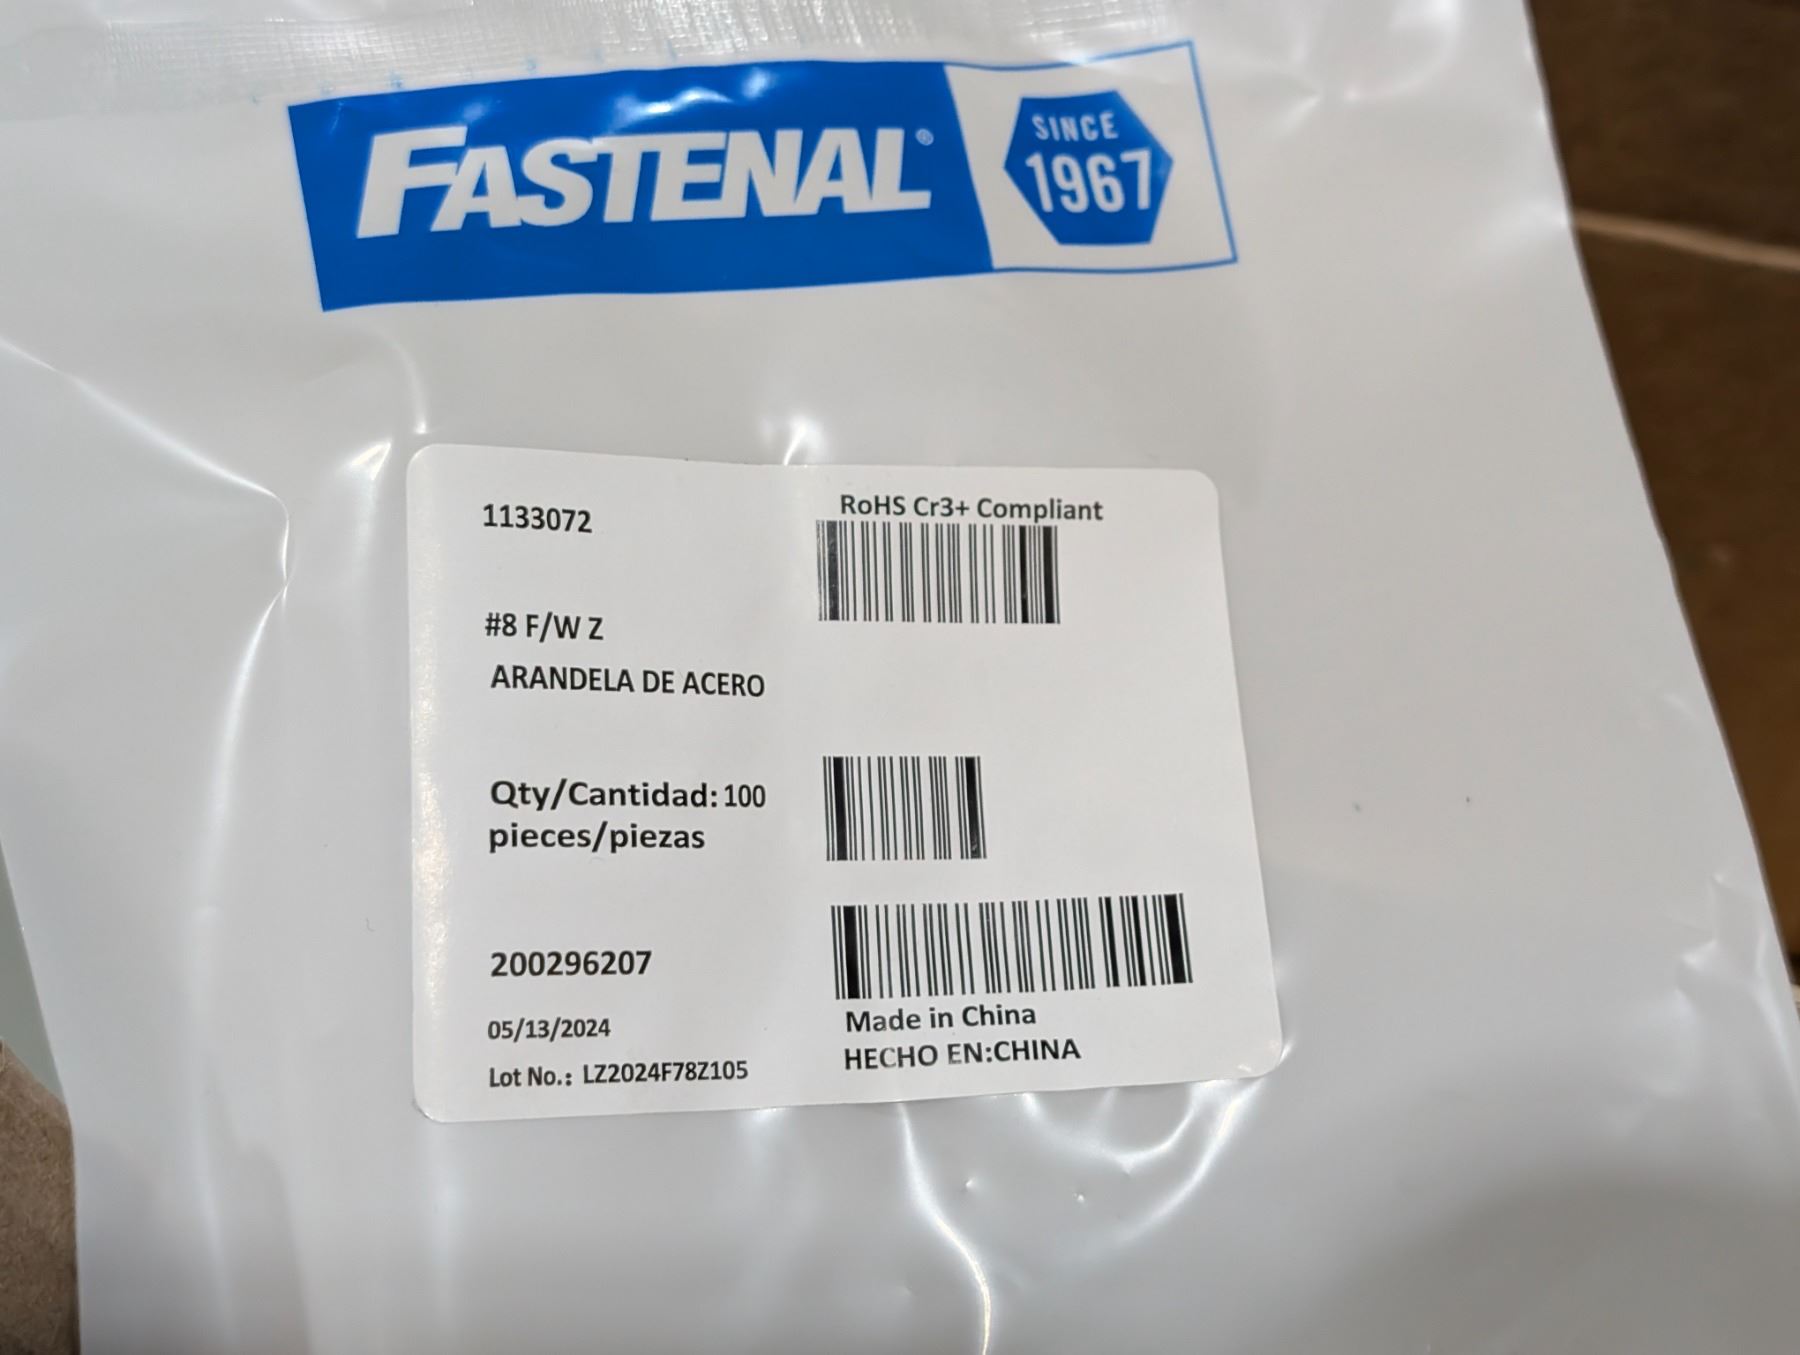 FASTENAL®
SINCE
1967
1133072
RoHS Cr3+ Compliant
#8 F/W Z
ARANDELA DE ACERO
Qty/Cantidad: 100
pieces/piezas
200296207
05/13/2024
Lot No.: LZ2024F78Z105
Made in China
HECHO EN:CHINA